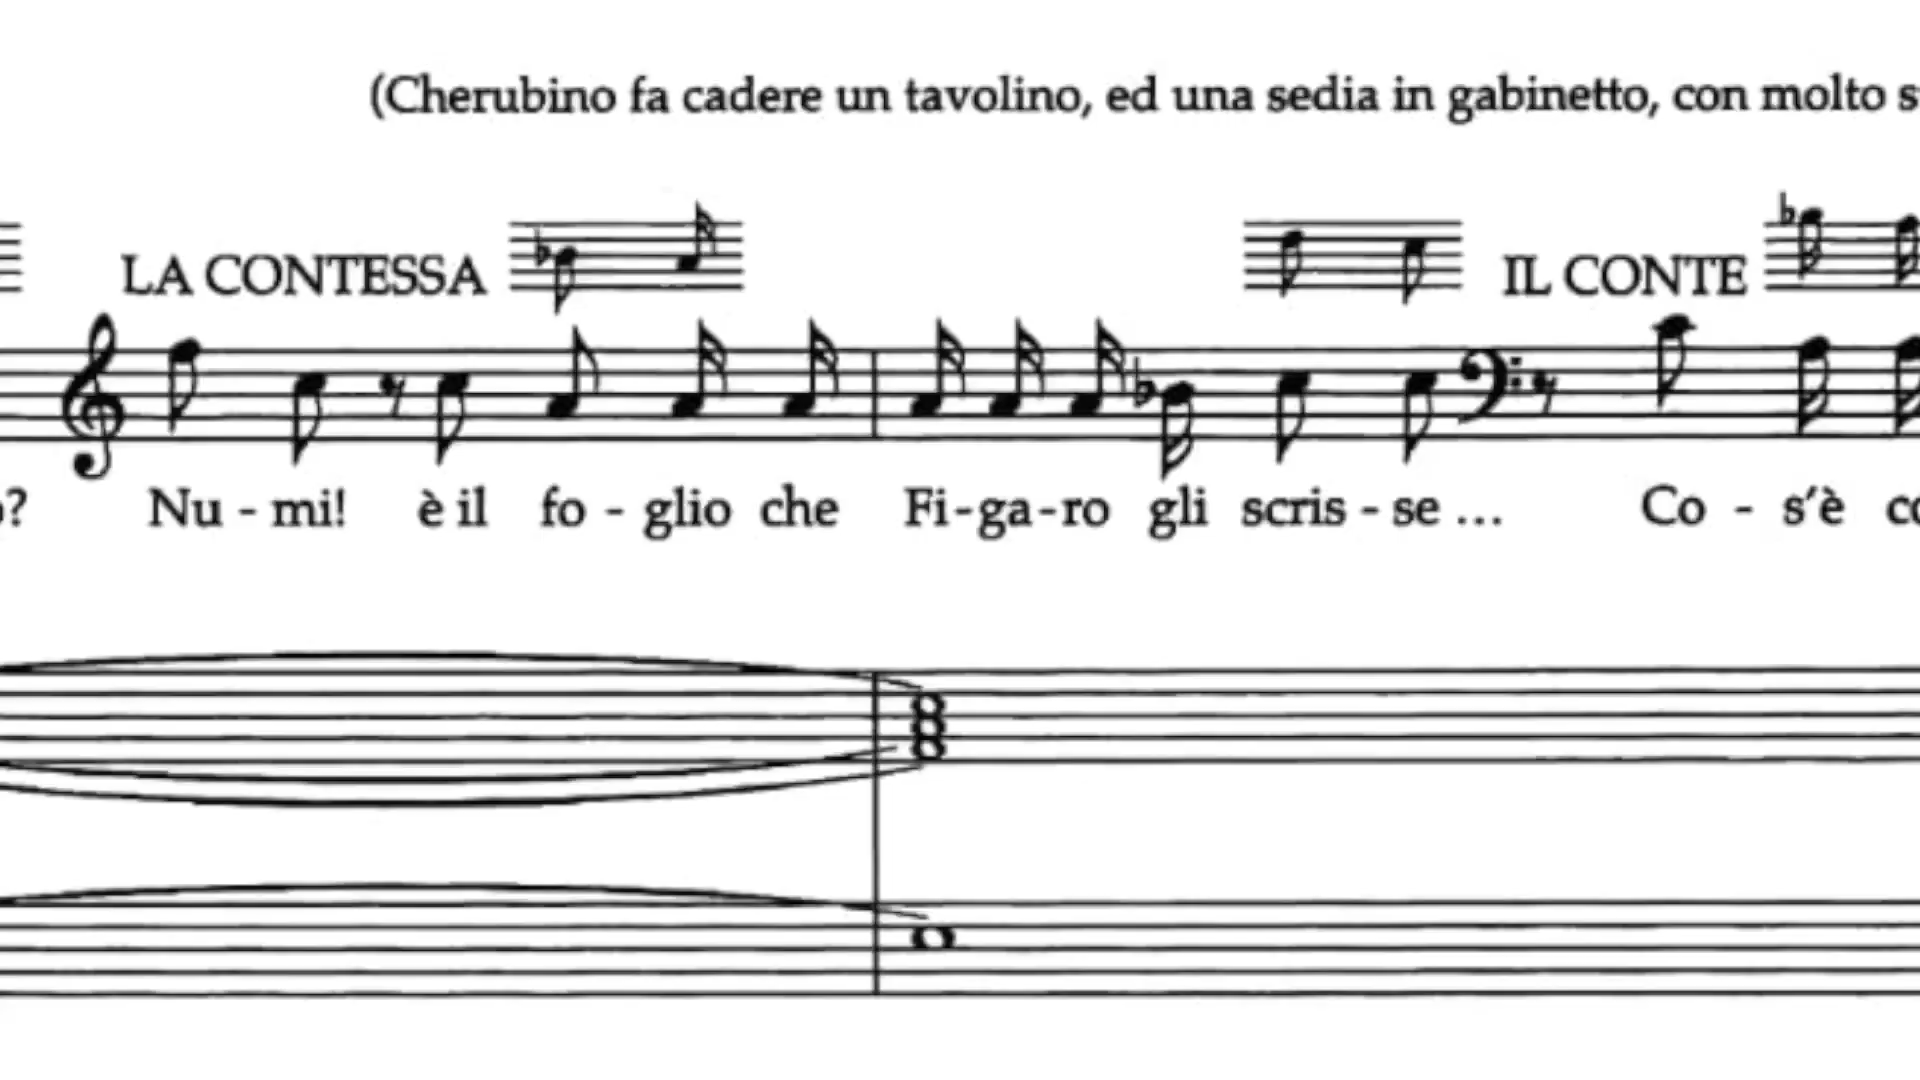 (Cherubino fa cadere un tavolino, ed una sedia in gabinetto, con molto
LA CONTESSA
IL CONTE
Nu - mi! è il fo - glio che Fi - ga - ro gli scris - se ... Co - s'è